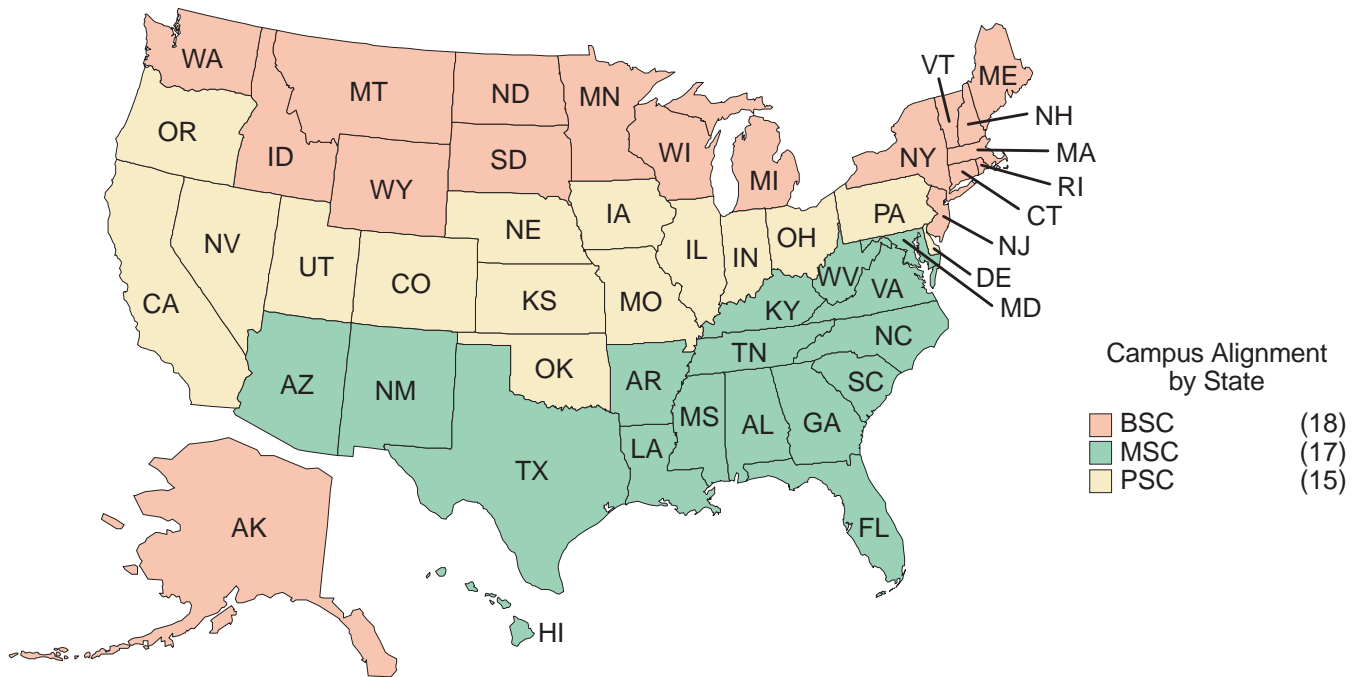 WA
MT
ND
MN
VT
ME
NH
OR
ID
SD
WI
NY
MA
WY
MI
RI
CT
IA
PA
NE
NV
OH
NJ
UT
IL
IN
DE
CO
WV
CA
KS
MO
VA
MD
KY
NC
TN
Campus Alignment
by State
OK
AR
AZ
SC
NM
MS
AL
GA
BSC (18)
LA
MSC (17)
TX
PSC (15)
AK
FL
HI